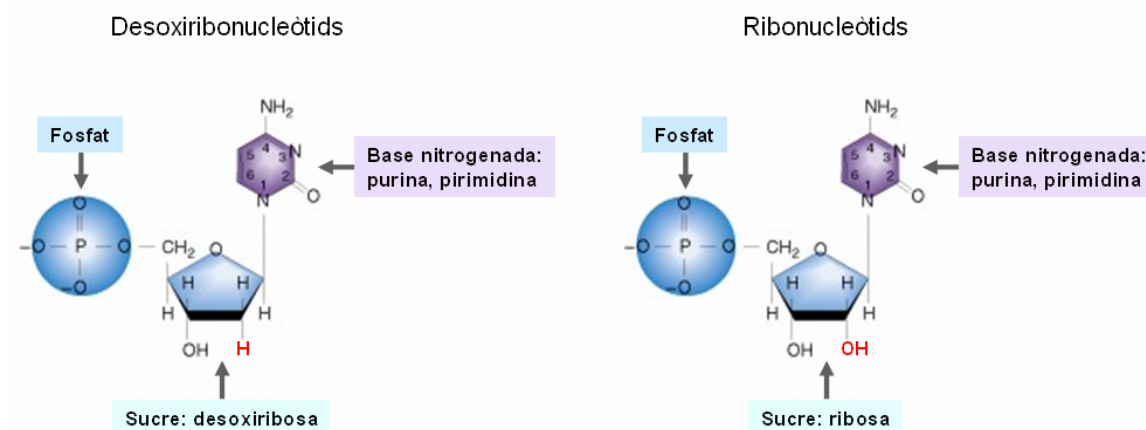 Desoxiribonucleòtids
Ribonucleòtids
NH₂
Fosfat
4
5
3
N
6
2
1
N
O
Base nitrogenada:
purina, pirimidina
O
–O
P
O
CH₂
O
–O
H
H
H
H
OH
H
Sucre: desoxiribosa
NH₂
Fosfat
4
5
3
N
6
2
1
N
O
Base nitrogenada:
purina, pirimidina
O
–O
P
O
CH₂
O
–O
H
H
H
H
OH
OH
Sucre: ribosa